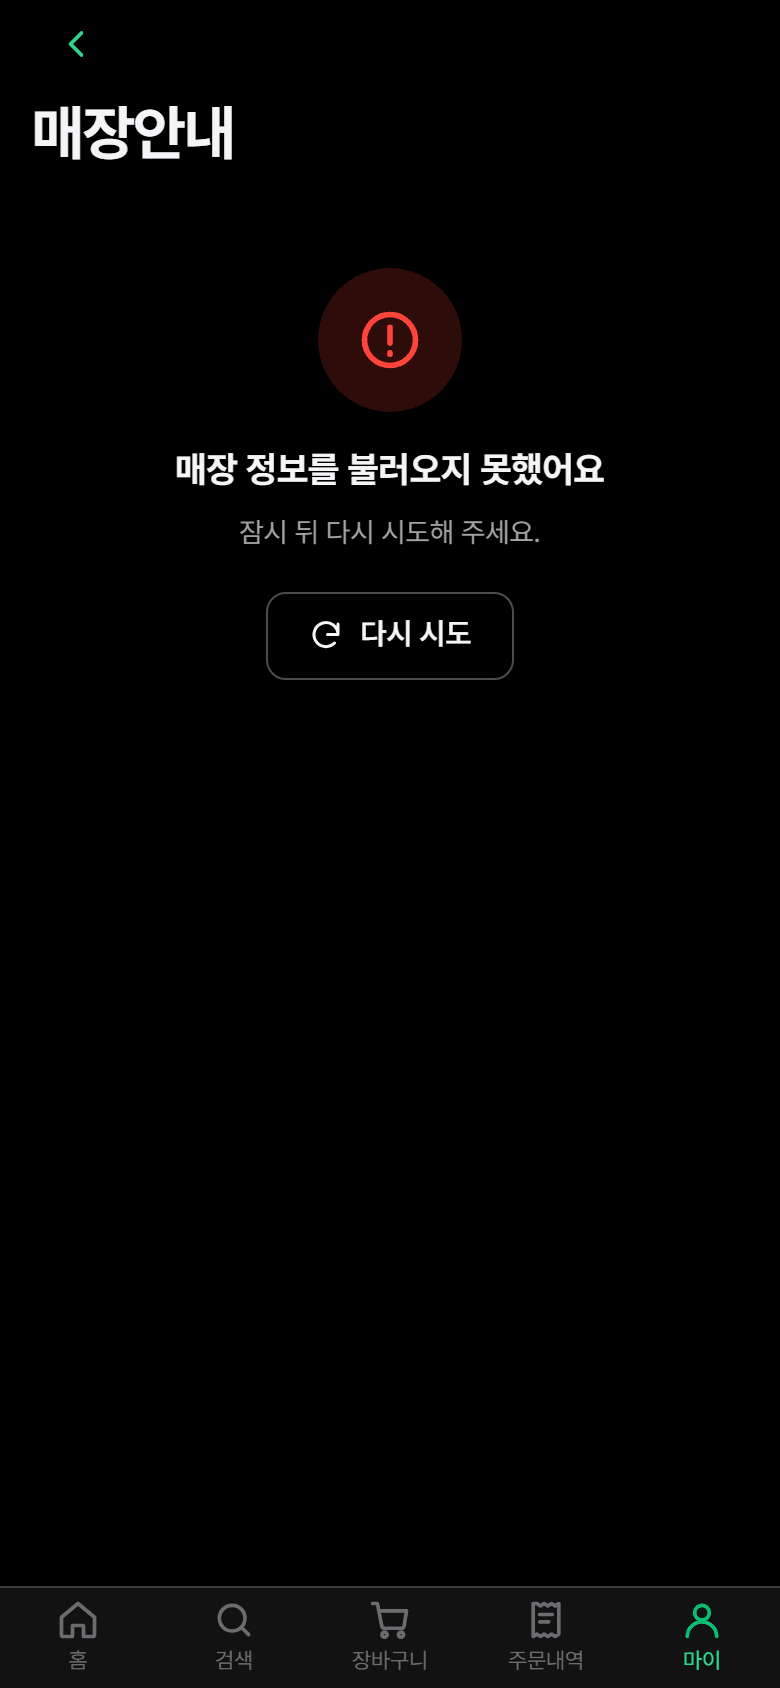 매장안내
매장 정보를 불러오지 못했어요
잠시 뒤 다시 시도해 주세요.
다시 시도
홈
검색
장바구니
주문내역
마이